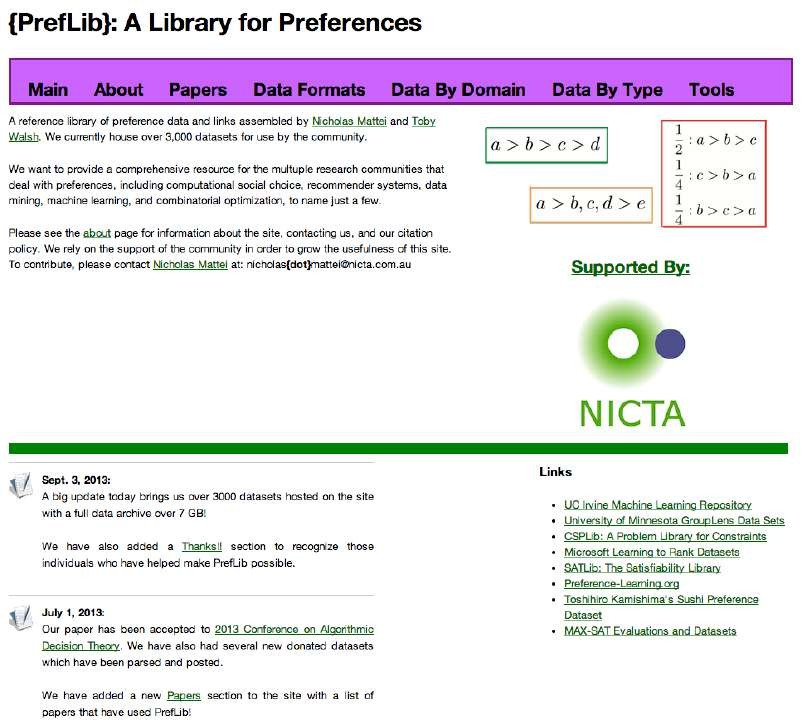 {PrefLib}: A Library for Preferences
Main About Papers Data Formats Data By Domain Data By Type Tools
A reference library of preference data and links assembled by Nicholas Mattei and Toby
Walsh. We currently house over 3,000 datasets for use by the community.
We want to provide a comprehensive resource for the multiple research communities that
deal with preferences, including computational social choice, recommender systems, data
mining, machine learning, and combinatorial optimization, to name just a few.
Please see the about page for information about the site, contacting us, and our citation
policy. We rely on the support of the community in order to grow the usefulness of this site.
To contribute, please contact Nicholas Mattei at: nicholas{dot}mattei@nicta.com.au
a > b > c > d
a > b, c, d > e
1/2 : a > b > c
1/4 : c > b > a
1/4 : b > c > a
Supported By:
NICTA
Sept. 3, 2013:
A big update today brings us over 3000 datasets hosted on the site
with a full data archive over 7 GB!
We have also added a Thanks!! section to recognize those
individuals who have helped make PrefLib possible.
July 1, 2013:
Our paper has been accepted to 2013 Conference on Algorithmic
Decision Theory. We have also had several new donated datasets
which have been parsed and posted.
We have added a new Papers section to the site with a list of
papers that have used PrefLib!
Links
• UC Irvine Machine Learning Repository
• University of Minnesota GroupLens Data Sets
• CSPLib: A Problem Library for Constraints
• Microsoft Learning to Rank Datasets
• SATLib: The Satisfiability Library
• Preference-Learning.org
• Toshihiro Kamishima's Sushi Preference
Dataset
• MAX-SAT Evaluations and Datasets